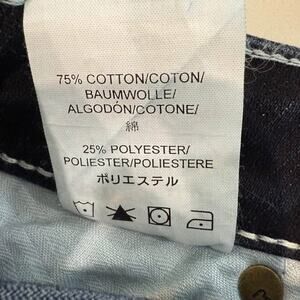 75% COTTON/COTON/
BAUMWOLLE/
ALGODÓN/COTONE/
綿
25% POLYESTER/
POLIESTER/POLIESTERE
ポリエステル